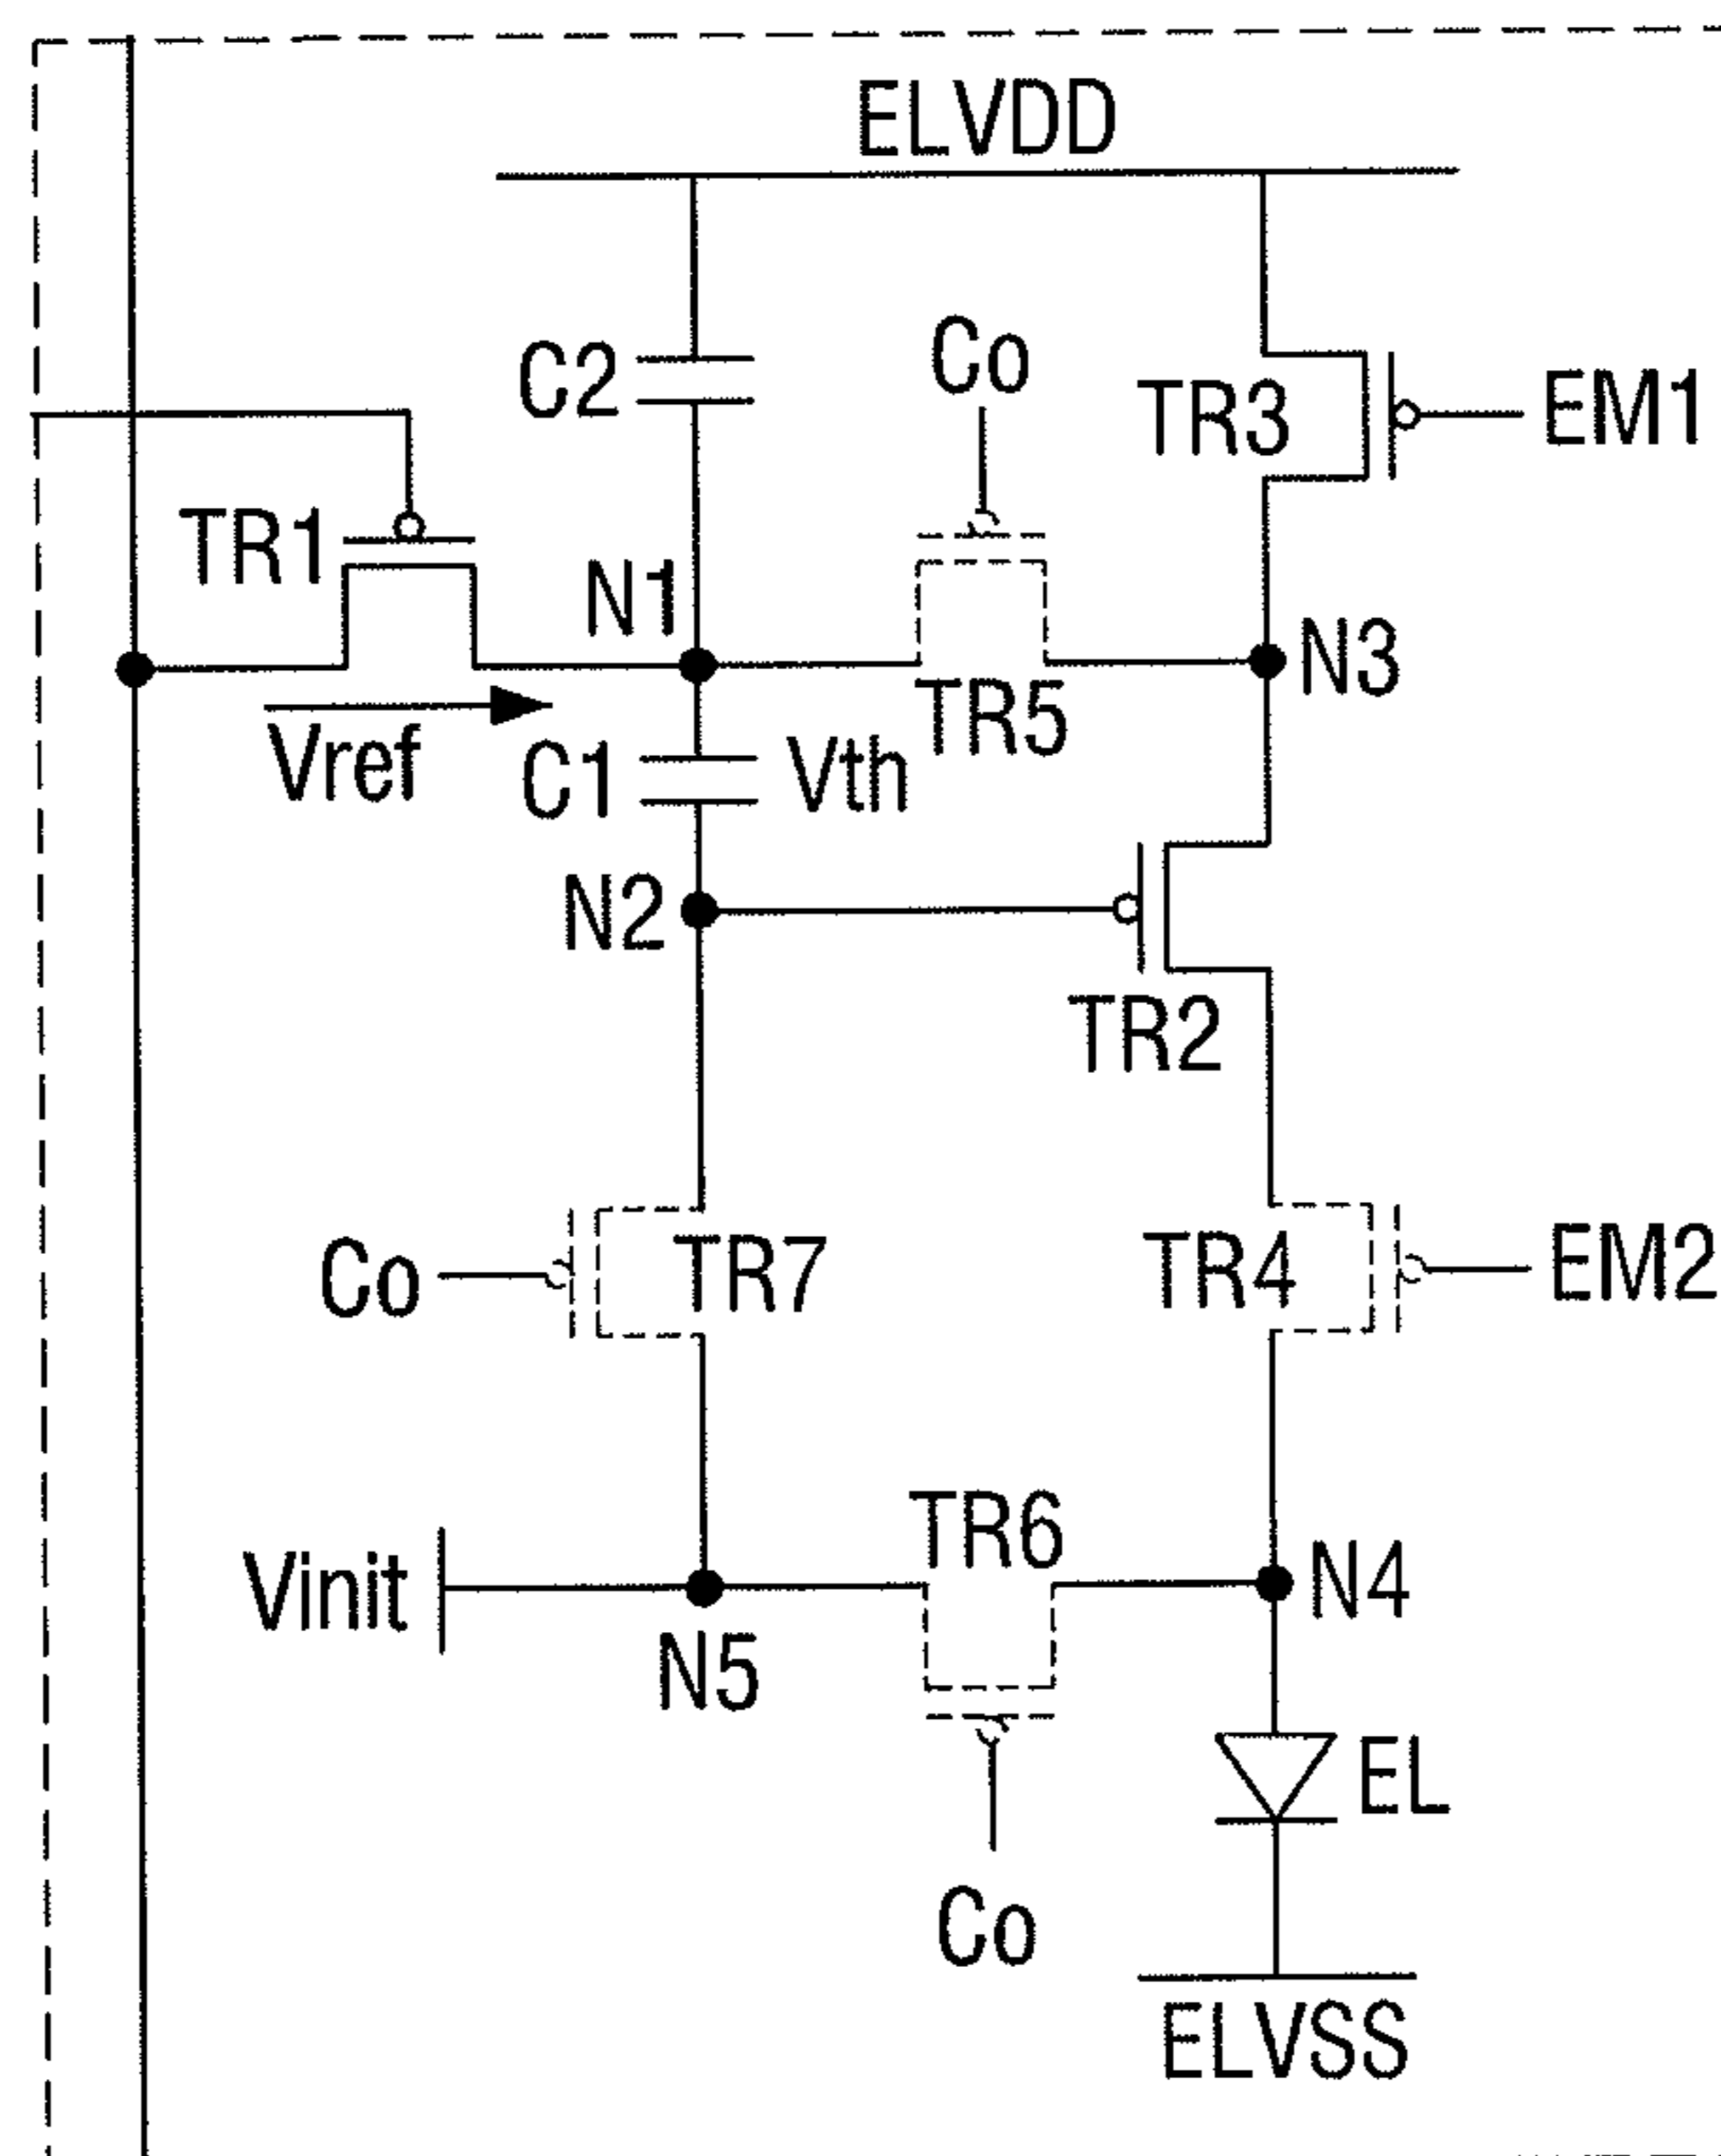 ELVDD
C2
Co
TR3
EM1
TR1
N1
N3
TR5
Vref
C1
Vth
N2
TR2
Co
TR7
TR4
EM2
TR6
Vinit
N4
N5
EL
Co
ELVSS